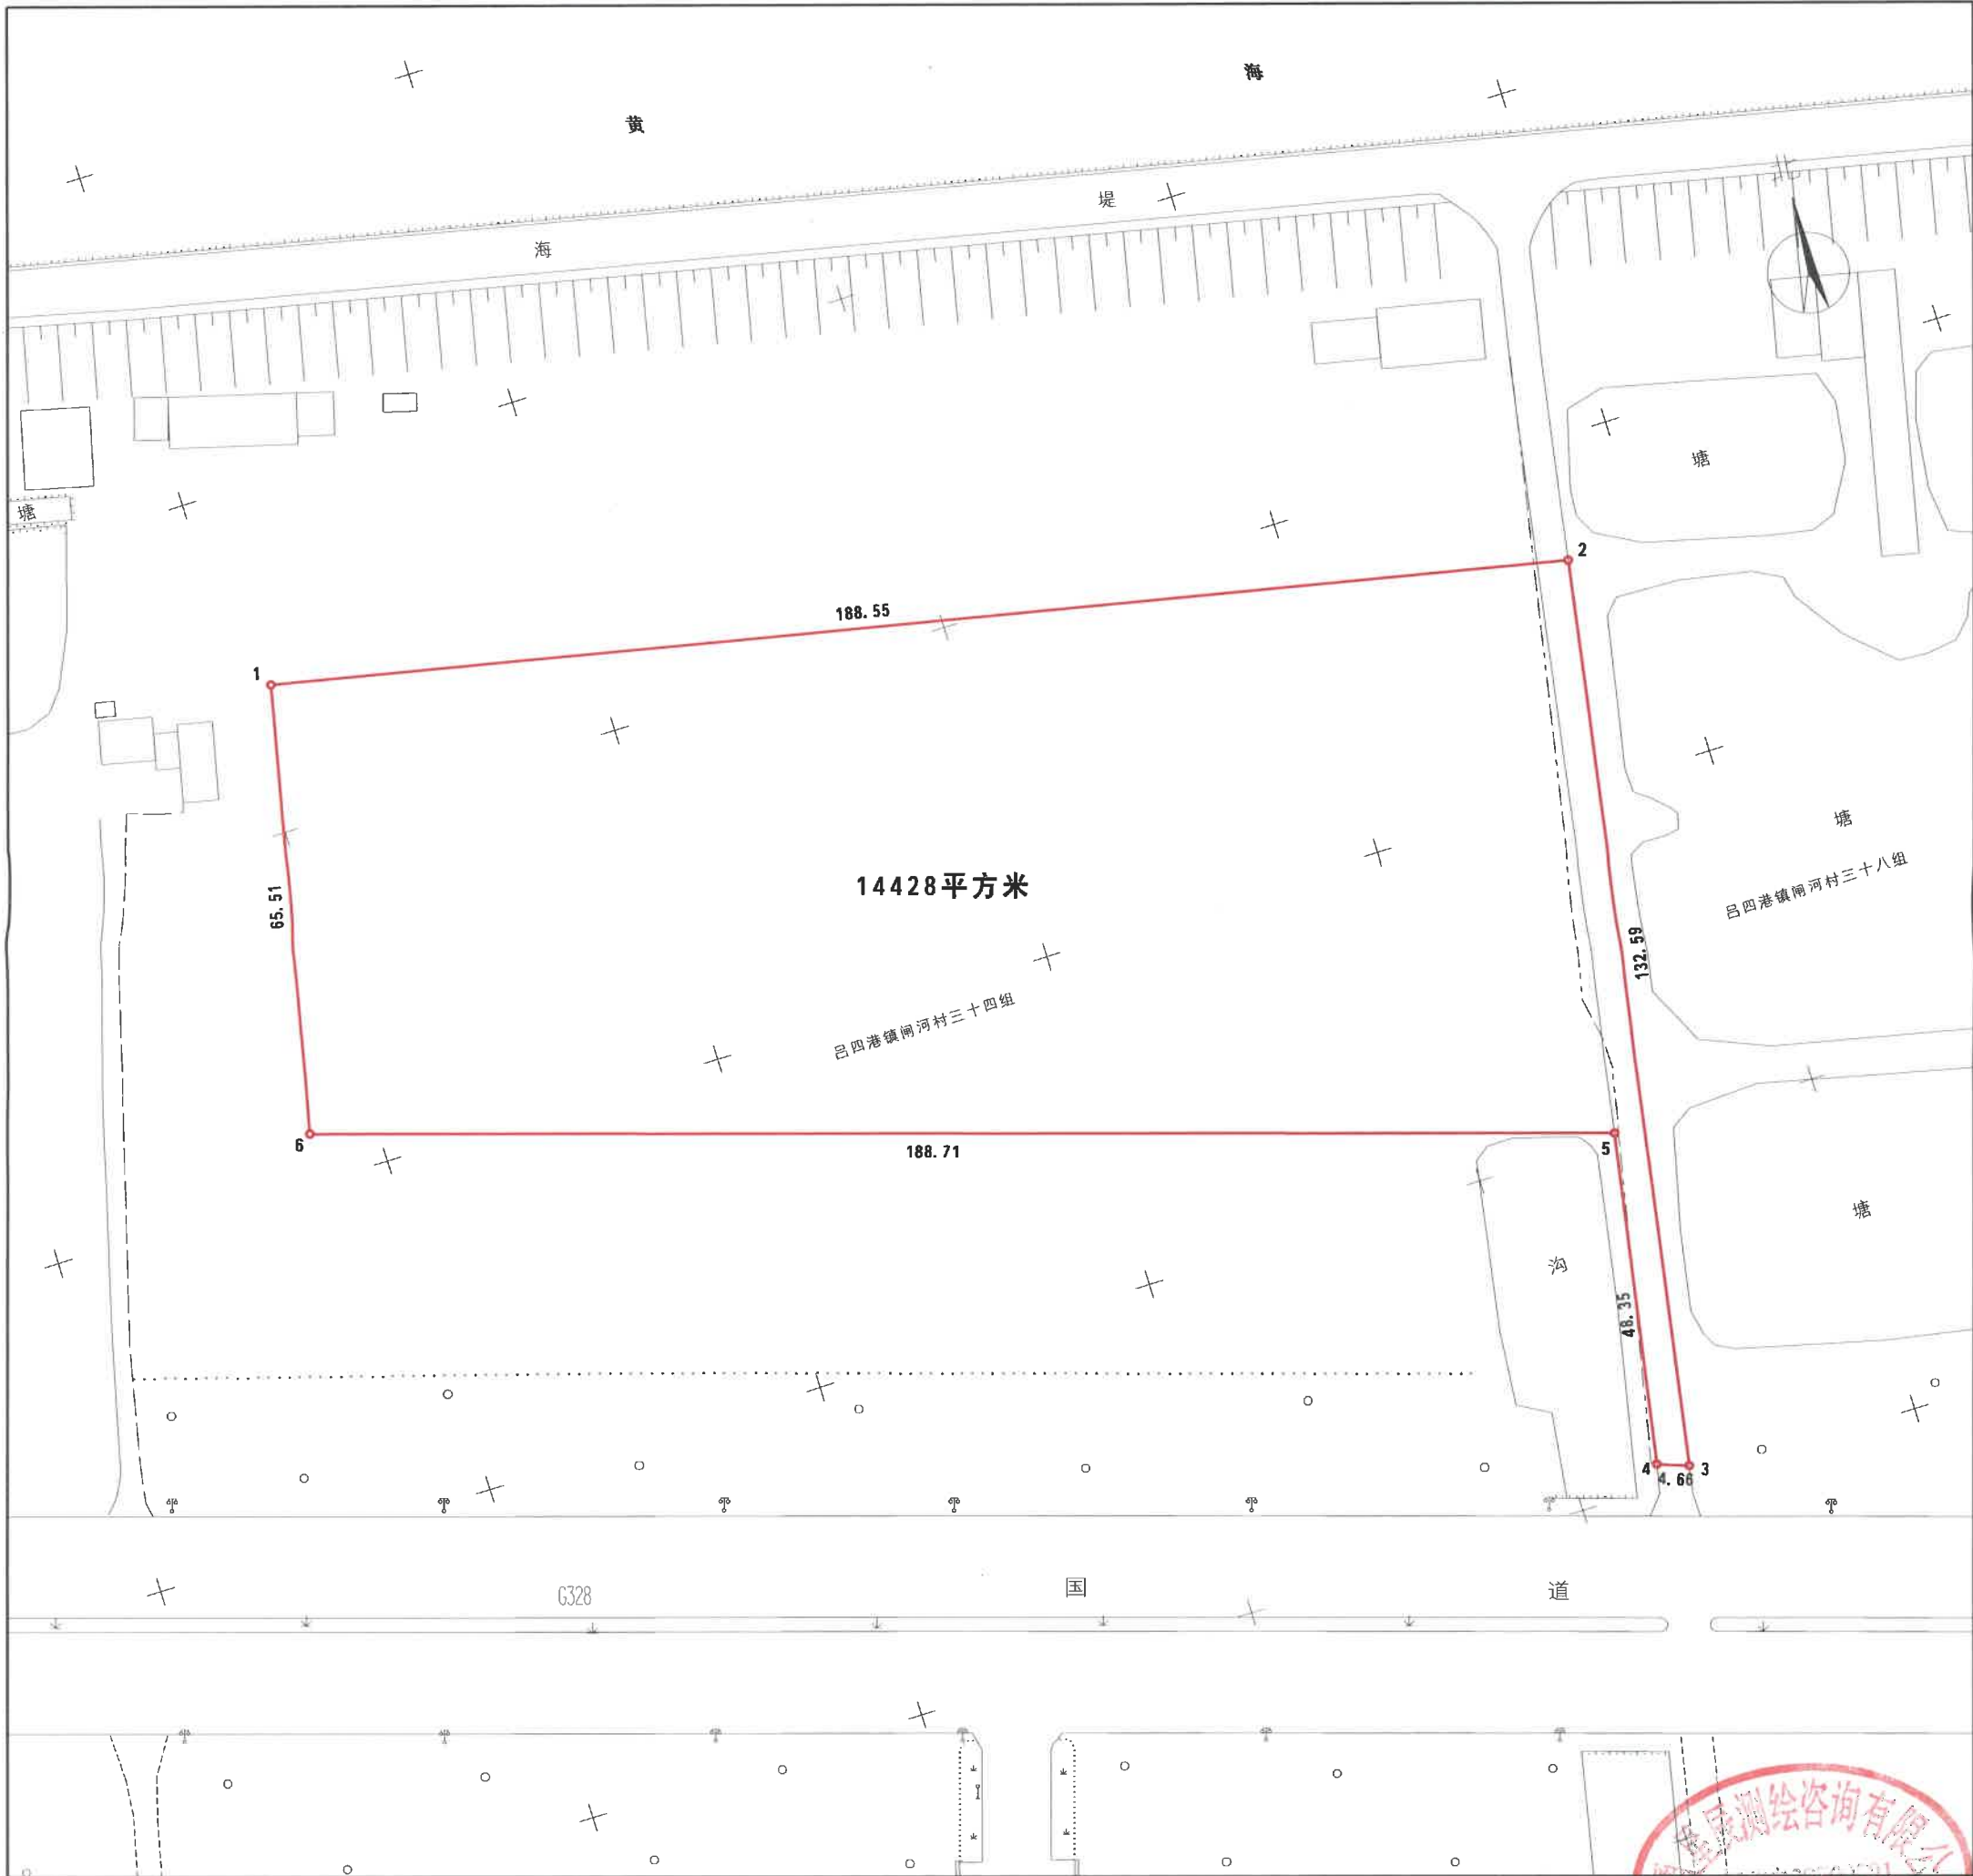 黄 海
海 堤
北
塘
塘
2
188.55
1
塘
14428平方米
65.51
吕四港镇闸河村三十八组
132.59
吕四港镇闸河村三十四组
6
188.71
5
塘
沟
48.35
4
4.66
3
G328 国 道
测绘咨询有限公